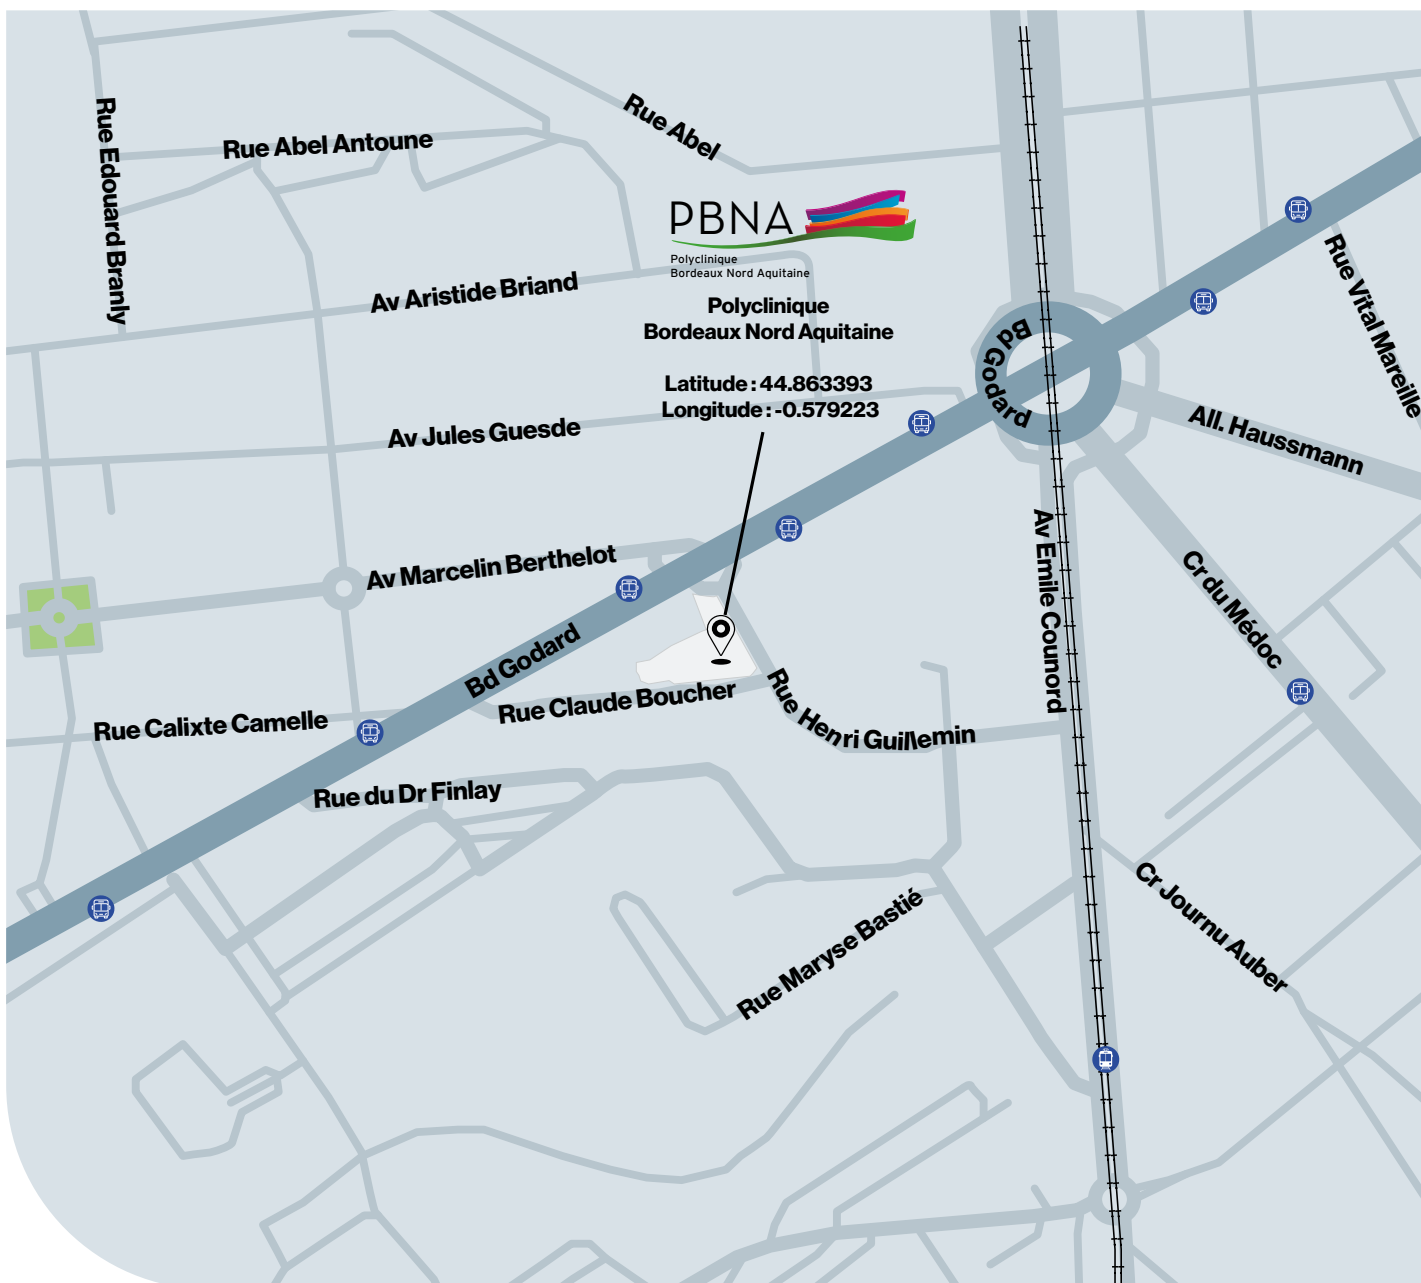 Rue Edouard Branly
Rue Abel Antoune
Rue Abel
PBNA
Polyclinique
Bordeaux Nord Aquitaine
Av Aristide Briand
Polyclinique
Bordeaux Nord Aquitaine
Latitude : 44.863393
Longitude : -0.579223
Rue Vital Mareille
Bd Godard
All. Haussmann
Av Jules Guesde
Av Marcelin Berthelot
Av Emile Counord
Cr du Médoc
Bd Godard
Rue Claude Boucher
Rue Henri Guillemin
Rue Calixte Camelle
Rue du Dr Finlay
Rue Maryse Bastié
Cr Journu Auber